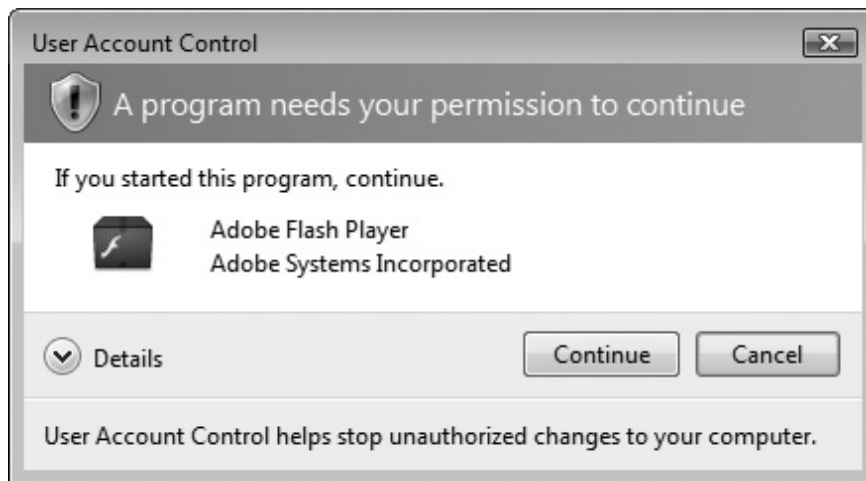 User Account Control
A program needs your permission to continue
If you started this program, continue.
Adobe Flash Player
Adobe Systems Incorporated
Details
Continue
Cancel
User Account Control helps stop unauthorized changes to your computer.